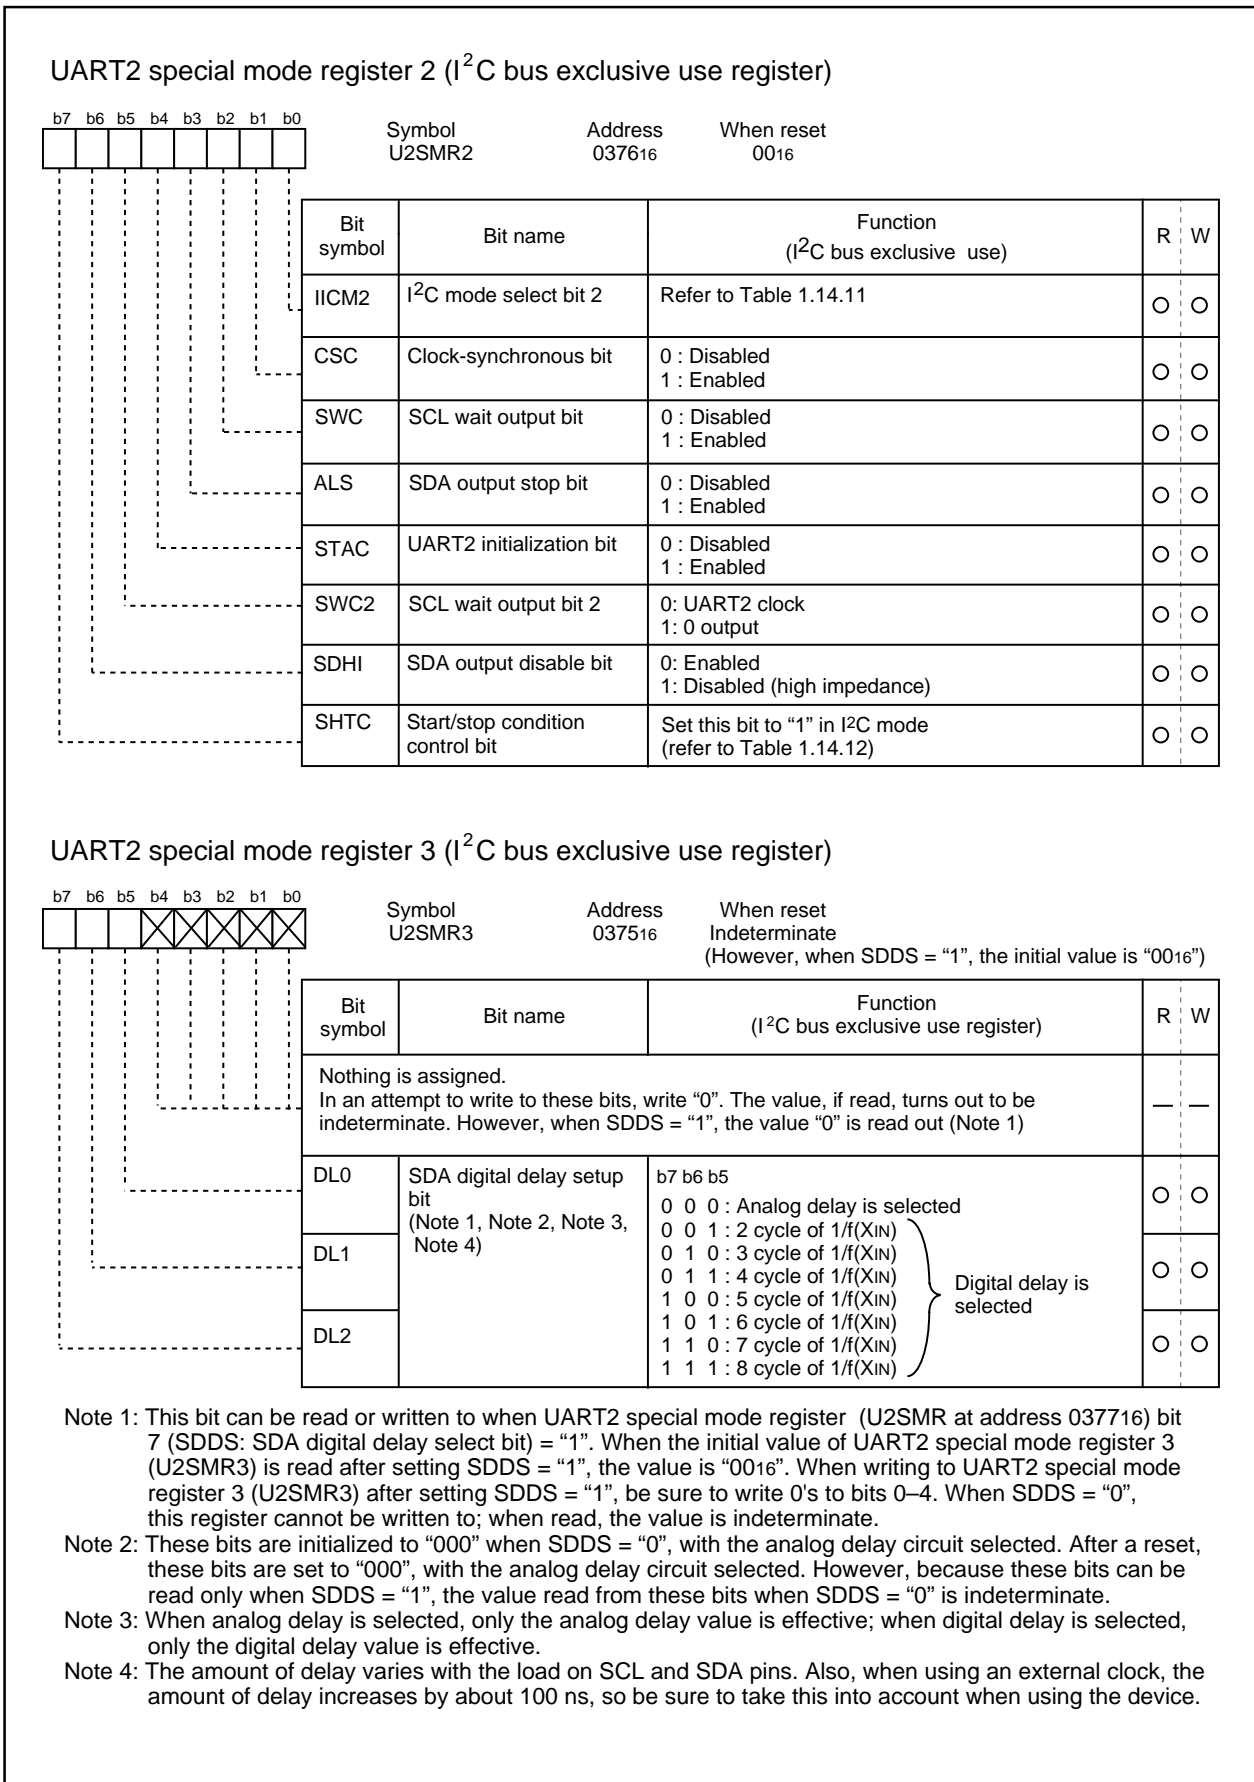 UART2 special mode register 2 (I2C bus exclusive use register)
b7 b6 b5 b4 b3 b2 b1 b0
Symbol Address When reset
U2SMR2 037616 0016
Bit symbol Bit name Function (I2C bus exclusive use) R W
IICM2 I2C mode select bit 2 Refer to Table 1.14.11
CSC Clock-synchronous bit 0 : Disabled
1 : Enabled
SWC SCL wait output bit 0 : Disabled
1 : Enabled
ALS SDA output stop bit 0 : Disabled
1 : Enabled
STAC UART2 initialization bit 0 : Disabled
1 : Enabled
SWC2 SCL wait output bit 2 0: UART2 clock
1: 0 output
SDHI SDA output disable bit 0: Enabled
1: Disabled (high impedance)
SHTC Start/stop condition Set this bit to “1” in I2C mode
control bit (refer to Table 1.14.12)
UART2 special mode register 3 (I2C bus exclusive use register)
b7 b6 b5 b4 b3 b2 b1 b0
Symbol Address When reset
U2SMR3 037516 Indeterminate
(However, when SDDS = “1”, the initial value is “0016”)
Bit symbol Bit name Function (I2C bus exclusive use register) R W
Nothing is assigned.
In an attempt to write to these bits, write “0”. The value, if read, turns out to be
indeterminate. However, when SDDS = “1”, the value “0” is read out (Note 1) — —
DL0 SDA digital delay setup b7 b6 b5
bit
(Note 1, Note 2, Note 3,
Note 4)
0 0 0 : Analog delay is selected
0 0 1 : 2 cycle of 1/f(XIN)
DL1 0 1 0 : 3 cycle of 1/f(XIN)
0 1 1 : 4 cycle of 1/f(XIN)
1 0 0 : 5 cycle of 1/f(XIN)
Digital delay is
selected
1 0 1 : 6 cycle of 1/f(XIN)
DL2 1 1 0 : 7 cycle of 1/f(XIN)
1 1 1 : 8 cycle of 1/f(XIN)
Note 1: This bit can be read or written to when UART2 special mode register (U2SMR at address 037716) bit
7 (SDDS: SDA digital delay select bit) = “1”. When the initial value of UART2 special mode register 3
(U2SMR3) is read after setting SDDS = “1”, the value is “0016”. When writing to UART2 special mode
register 3 (U2SMR3) after setting SDDS = “1”, be sure to write 0's to bits 0–4. When SDDS = “0”,
this register cannot be written to; when read, the value is indeterminate.
Note 2: These bits are initialized to “000” when SDDS = “0”, with the analog delay circuit selected. After a reset,
these bits are set to “000”, with the analog delay circuit selected. However, because these bits can be
read only when SDDS = “1”, the value read from these bits when SDDS = “0” is indeterminate.
Note 3: When analog delay is selected, only the analog delay value is effective; when digital delay is selected,
only the digital delay value is effective.
Note 4: The amount of delay varies with the load on SCL and SDA pins. Also, when using an external clock, the
amount of delay increases by about 100 ns, so be sure to take this into account when using the device.